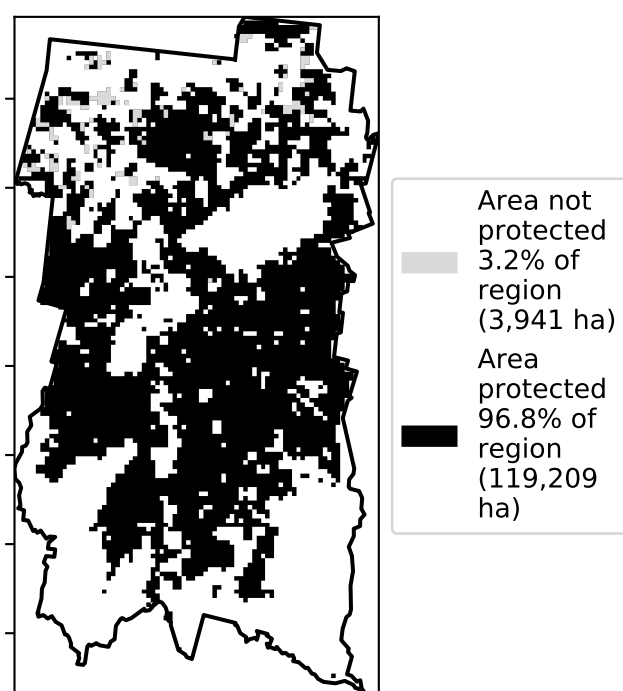 Area not
protected
3.2% of
region
(3,941 ha)
Area
protected
96.8% of
region
(119,209
ha)